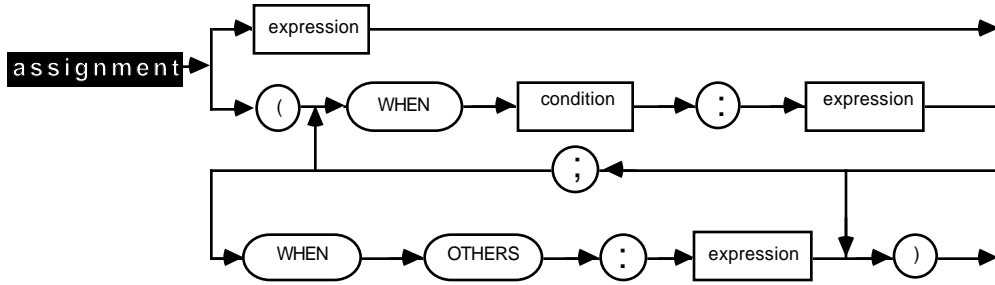 expression
assignment
( WHEN condition : expression
;
WHEN OTHERS : expression )